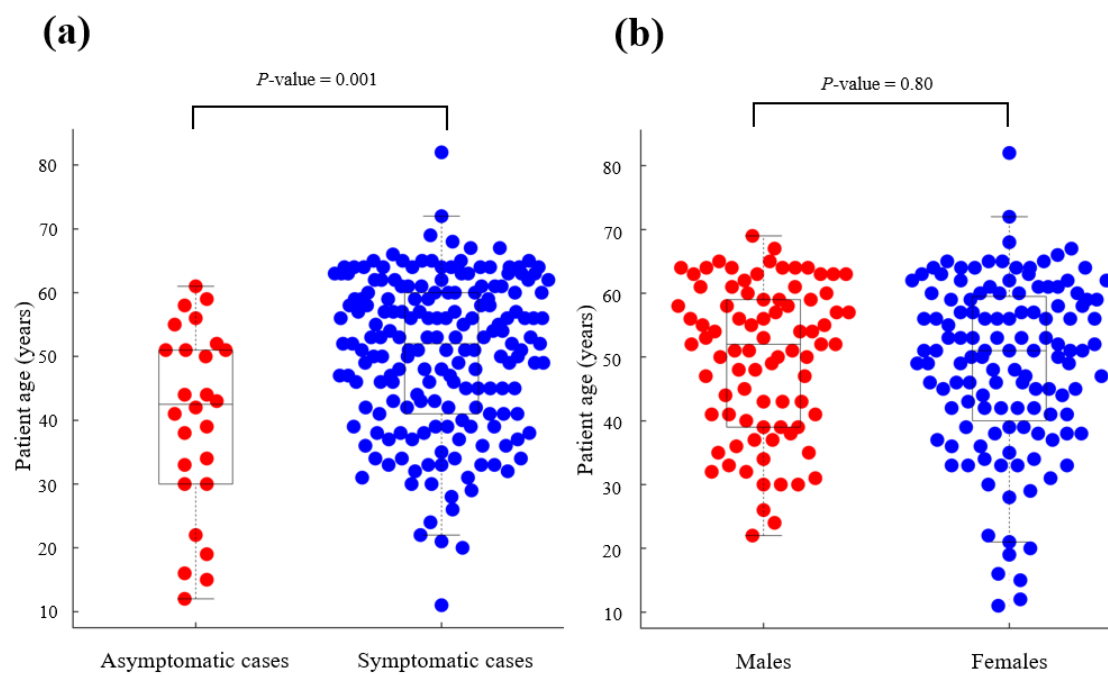 (a)
(b)
P-value = 0.001
P-value = 0.80
80
70
60
50
40
30
20
10
Patient age (years)
Asymptomatic cases
Symptomatic cases
80
70
60
50
40
30
20
10
Patient age (years)
Males
Females